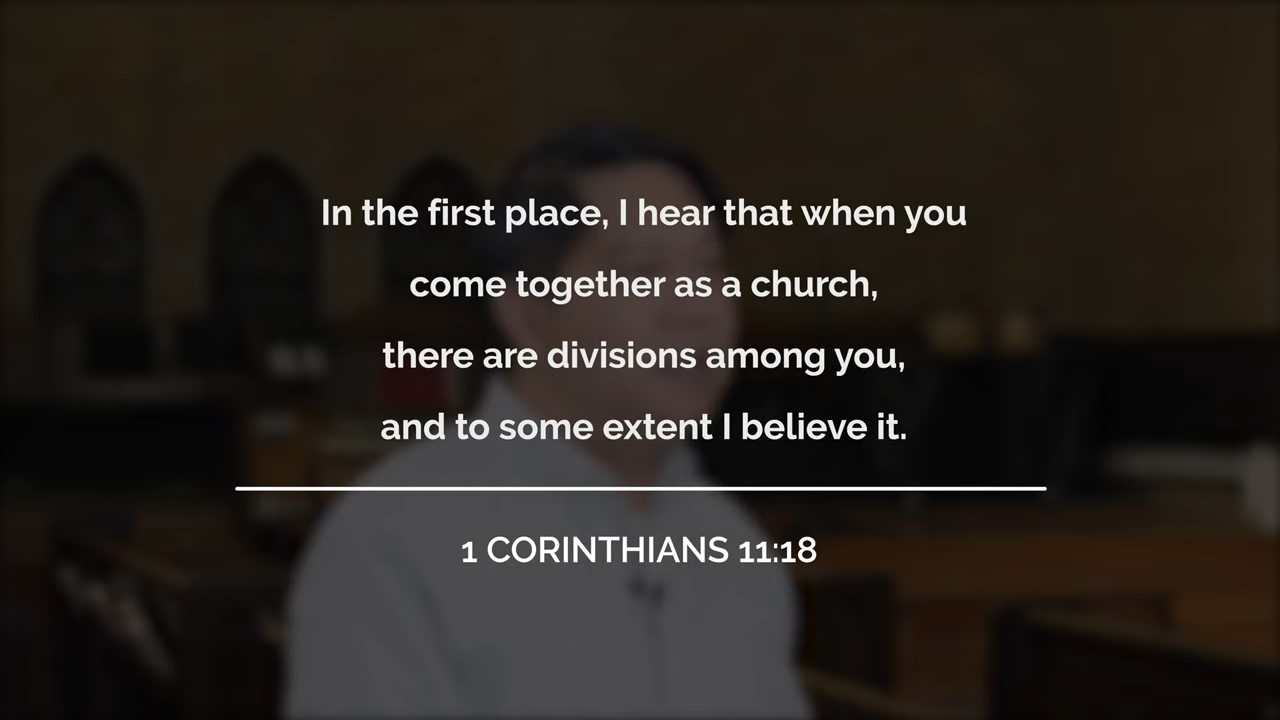 In the first place, I hear that when you
come together as a church,
there are divisions among you,
and to some extent I believe it.
1 CORINTHIANS 11:18